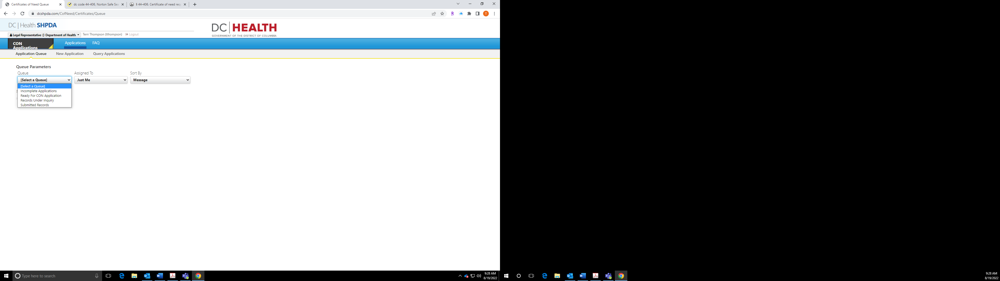 Certificates of Need Queue
dc code 44-406, Norton Safe Sea
§ 44–406. Certificate of need req
dcshpda.com/CofNeed/Certificates/Queue
R
T
DC | Health SHPDA
DC HEALTH
GOVERNMENT OF THE DISTRICT OF COLUMBIA
Legal Representative @ Department of Health
Terri Thompson (tthompson)
Logout
CON
Applications
Applications
FAQ
Application Queue
New Application
Query Applications
Queue Parameters
Queue
Assigned To
Sort By
[Select a Queue]
Just Me
Message
[Select a Queue]
Incomplete Applications
Ready For CON Application
Records Under Inquiry
Submitted Records
Type here to search
9:28 AM
8/19/2022
9:28 AM
8/19/2022